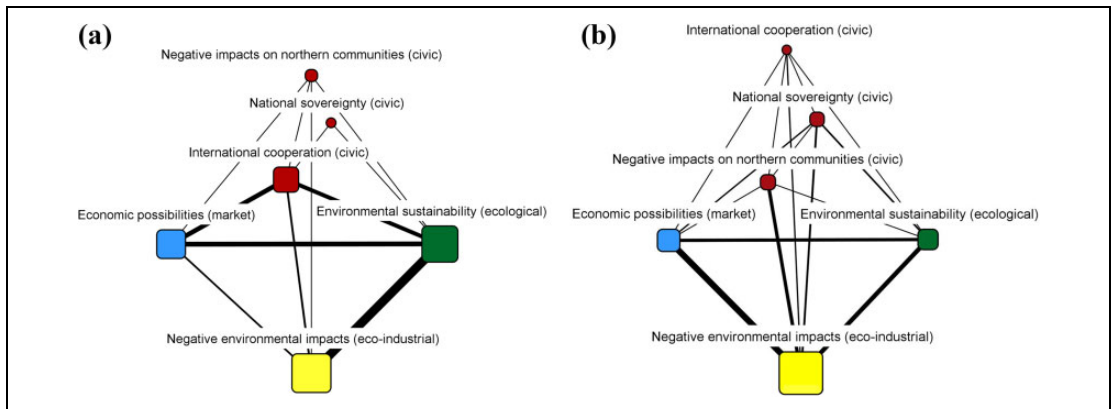 (a)
Negative impacts on northern communities (civic)
National sovereignty (civic)
International cooperation (civic)
Economic possibilities (market)
Environmental sustainability (ecological)
Negative environmental impacts (eco-industrial)
(b)
International cooperation (civic)
National sovereignty (civic)
Negative impacts on northern communities (civic)
Economic possibilities (market)
Environmental sustainability (ecological)
Negative environmental impacts (eco-industrial)